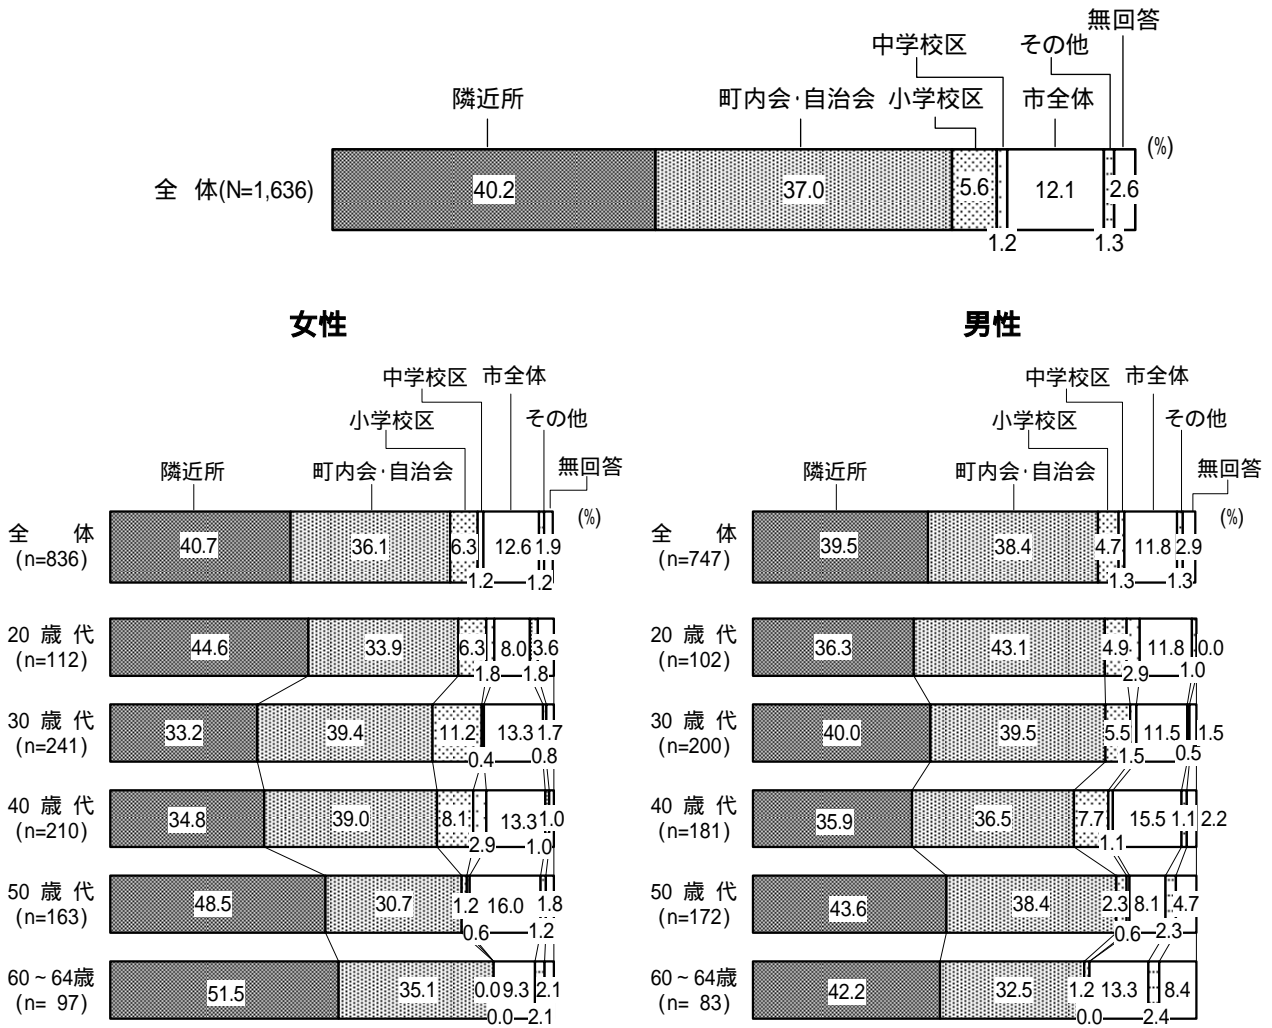 無回答
中学校区 その他
隣近所 町内会・自治会 小学校区 市全体
(%)
全 体(N=1,636) 40.2 37.0 5.6 12.1 2.6
1.2 1.3
女性
中学校区 市全体
小学校区 その他
隣近所 町内会・自治会 無回答
(%)
全 体
(n=836)
40.7 36.1 6.3 12.6 1.9
1.2 1.2
20 歳 代
(n=112)
44.6 33.9 6.3 8.0 3.6
1.8 1.8
30 歳 代
(n=241)
33.2 39.4 11.2 13.3 1.7
0.4 0.8
40 歳 代
(n=210)
34.8 39.0 8.1 13.3 1.0
2.9 1.0
50 歳 代
(n=163)
48.5 30.7 1.2 16.0 1.8
0.6 1.2
60~64歳
(n= 97)
51.5 35.1 0.0 9.3 2.1
0.0 2.1
男性
中学校区 市全体
小学校区 その他
隣近所 町内会・自治会 無回答
(%)
全 体
(n=747)
39.5 38.4 4.7 11.8 2.9
1.3 1.3
20 歳 代
(n=102)
36.3 43.1 4.9 11.8 0.0
2.9 1.0
30 歳 代
(n=200)
40.0 39.5 5.5 11.5 1.5
1.5 0.5
40 歳 代
(n=181)
35.9 36.5 7.7 15.5 1.1 2.2
1.1
50 歳 代
(n=172)
43.6 38.4 2.3 8.1 4.7
0.6 2.3
60~64歳
(n= 83)
42.2 32.5 1.2 13.3 8.4
0.0 2.4